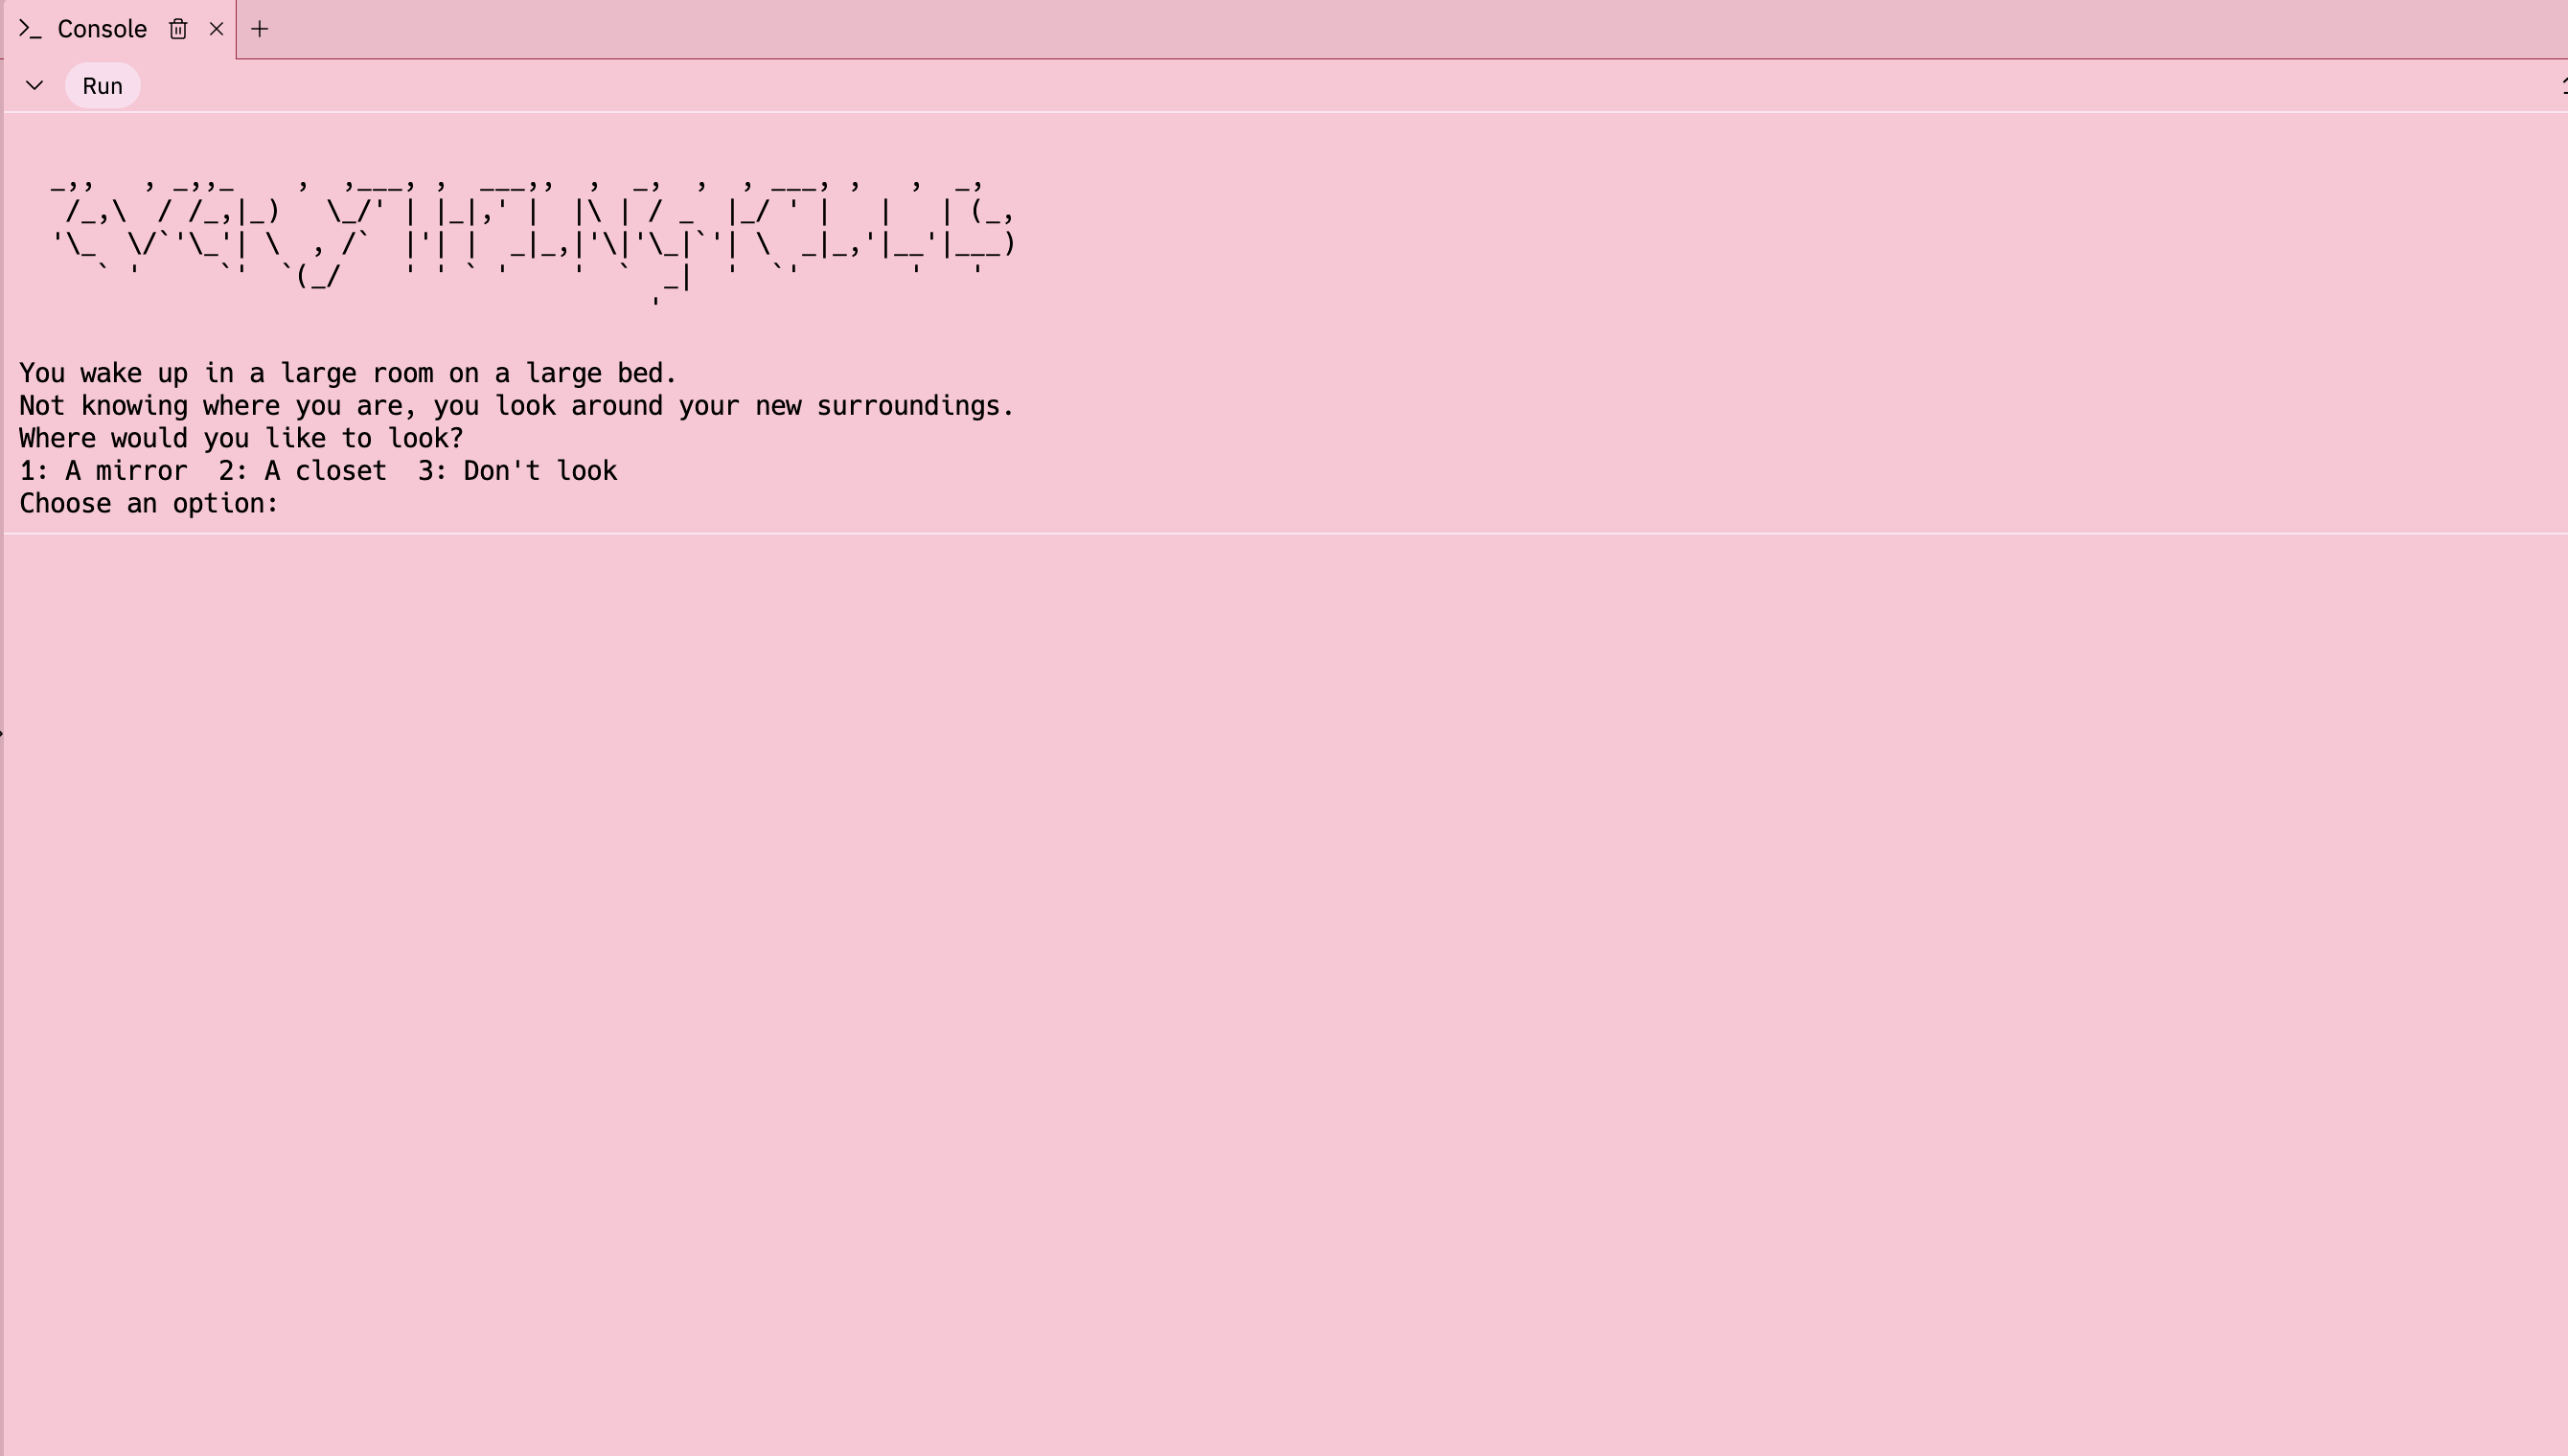 Console
Run
EVERYTHING KILLS
You wake up in a large room on a large bed.
Not knowing where you are, you look around your new surroundings.
Where would you like to look?
1: A mirror  2: A closet  3: Don't look
Choose an option: